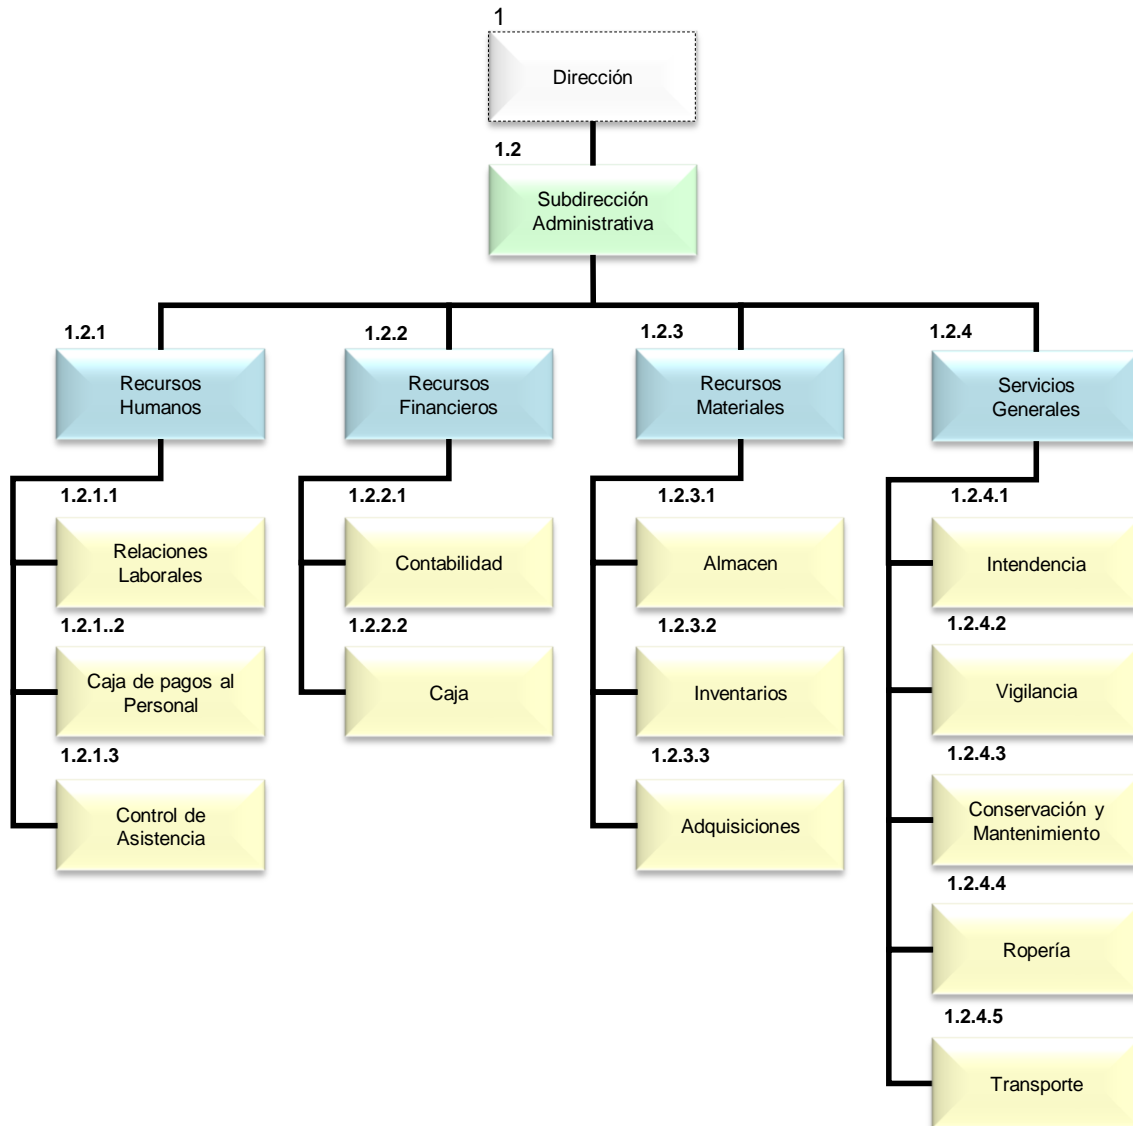 1
Dirección
1.2
Subdirección
Administrativa
1.2.1
Recursos
Humanos
1.2.2
Recursos
Financieros
1.2.3
Recursos
Materiales
1.2.4
Servicios
Generales
1.2.1.1
Relaciones
Laborales
1.2.1..2
Caja de pagos al
Personal
1.2.1.3
Control de
Asistencia
1.2.2.1
Contabilidad
1.2.2.2
Caja
1.2.3.1
Almacen
1.2.3.2
Inventarios
1.2.3.3
Adquisiciones
1.2.4.1
Intendencia
1.2.4.2
Vigilancia
1.2.4.3
Conservación y
Mantenimiento
1.2.4.4
Ropería
1.2.4.5
Transporte